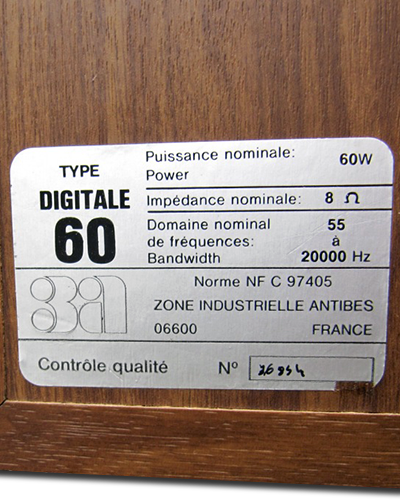 TYPE
DIGITALE
60
Puissance nominale: 60W
Power
Impédance nominale: 8 Ω
Domaine nominal 55
de fréquences: à
Bandwidth 20000 Hz
3a
Norme NF C 97405
ZONE INDUSTRIELLE ANTIBES
06600 FRANCE
Contrôle qualité Nº